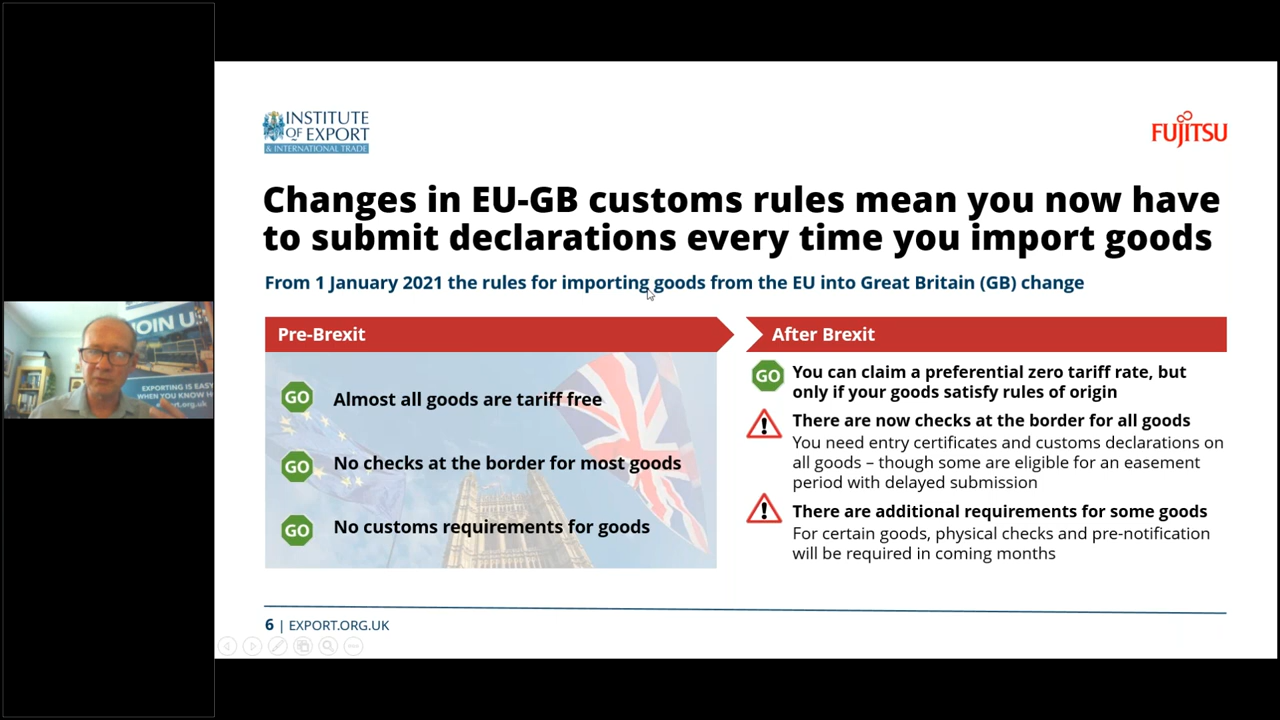 INSTITUTE
OF EXPORT
& INTERNATIONAL TRADE
FUJITSU
Changes in EU-GB customs rules mean you now have
to submit declarations every time you import goods
From 1 January 2021 the rules for importing goods from the EU into Great Britain (GB) change
Pre-Brexit
GO
Almost all goods are tariff free
GO
No checks at the border for most goods
GO
No customs requirements for goods
After Brexit
GO
You can claim a preferential zero tariff rate, but
only if your goods satisfy rules of origin
There are now checks at the border for all goods
You need entry certificates and customs declarations on
all goods – though some are eligible for an easement
period with delayed submission
There are additional requirements for some goods
For certain goods, physical checks and pre-notification
will be required in coming months
6 | EXPORT.ORG.UK
JOIN U
EXPORTING IS EASY
WHEN YOU KNOW H